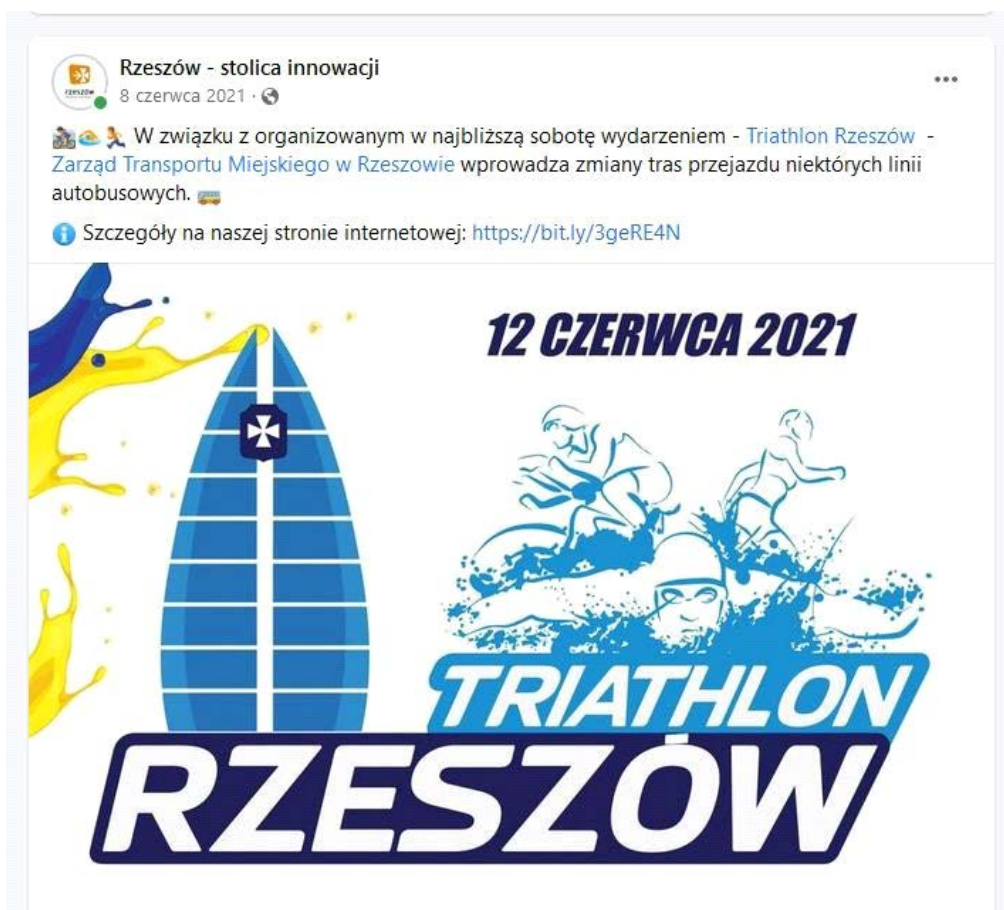 Rzeszów - stolica innowacji
8 czerwca 2021 ·
W związku z organizowanym w najbliższą sobotę wydarzeniem - Triathlon Rzeszów -
Zarząd Transportu Miejskiego w Rzeszowie wprowadza zmiany tras przejazdu niektórych linii
autobusowych.
Szczegóły na naszej stronie internetowej: https://bit.ly/3geRE4N
12 CZERWCA 2021
TRIATHLON
RZESZÓW